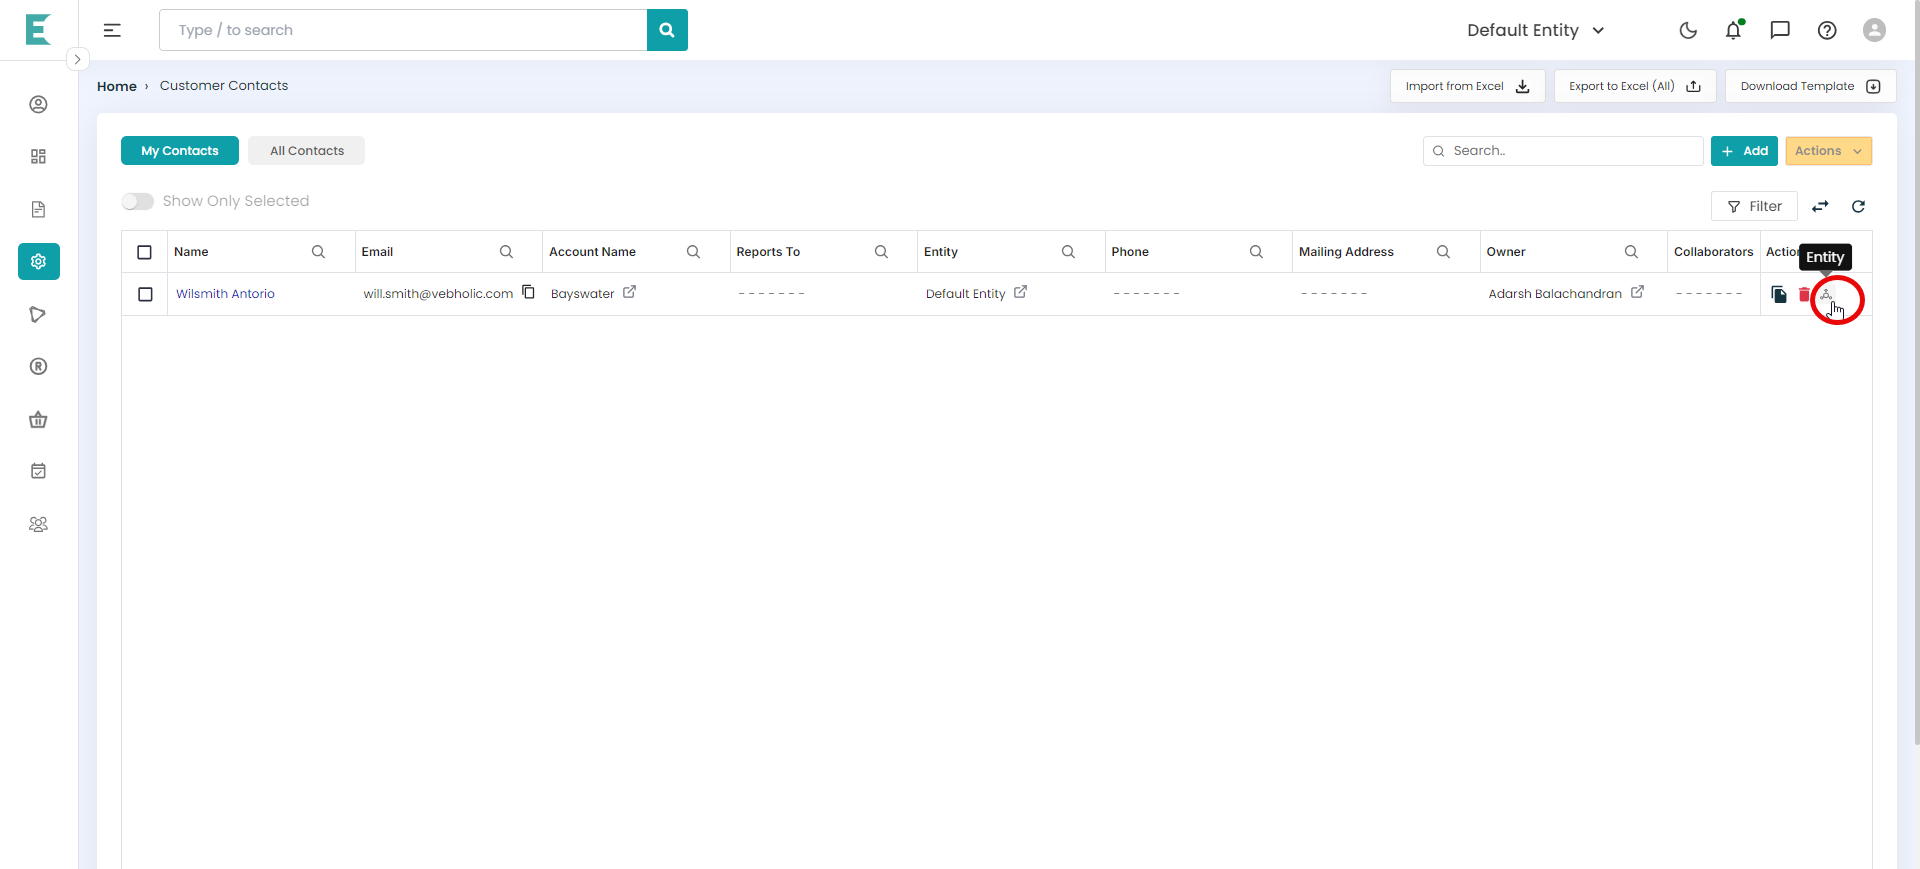 Type / to search
Default Entity
Home › Customer Contacts
Import from Excel
Export to Excel (All)
Download Template
My Contacts
All Contacts
Search..
+ Add
Actions
Show Only Selected
Filter
Name
Email
Account Name
Reports To
Entity
Phone
Mailing Address
Owner
Collaborators
Action
Entity
Wilsmith Antorio
will.smith@vebholic.com
Bayswater
-------
Default Entity
-------
-------
Adarsh Balachandran
-------